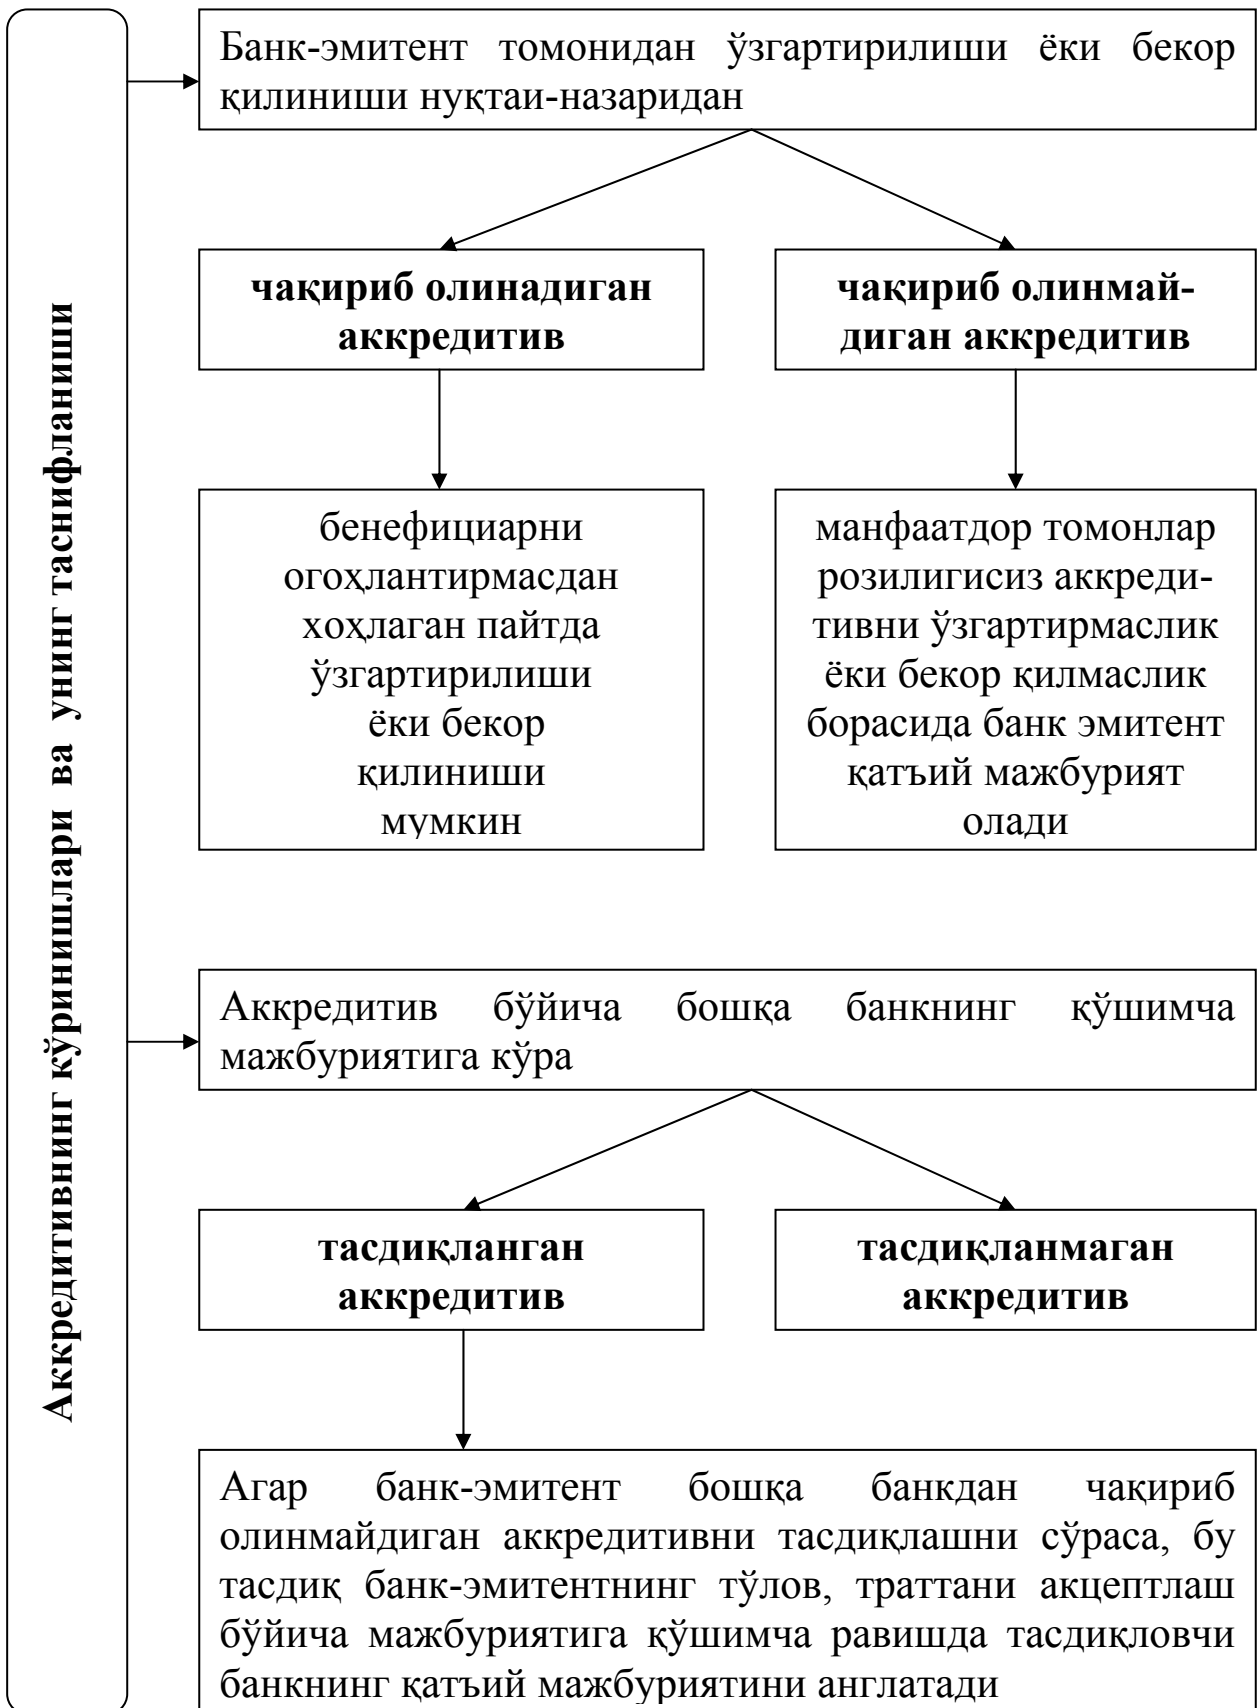 Аккредитивнинг кўринишлари ва унинг таснифланиши
Банк-эмитент томонидан ўзгартирилиши ёки бекор
қилиниши нуқтаи-назаридан
чақириб олинадиган
аккредитив
чақириб олинмай-
диган аккредитив
бенефициарни
огоҳлантирмасдан
хоҳлаган пайтда
ўзгартирилиши
ёки бекор
қилиниши
мумкин
манфаатдор томонлар
розилигисиз аккреди-
тивни ўзгартирмаслик
ёки бекор қилмаслик
борасида банк эмитент
қатъий мажбурият
олади
Аккредитив бўйича бошқа банкнинг қўшимча
мажбуриятига кўра
тасдиқланган
аккредитив
тасдиқланмаган
аккредитив
Агар банк-эмитент бошқа банкдан чақириб
олинмайдиган аккредитивни тасдиқлашни сўраса, бу
тасдиқ банк-эмитентнинг тўлов, траттани акцептлаш
бўйича мажбуриятига қўшимча равишда тасдиқловчи
банкнинг қатъий мажбуриятини англатади